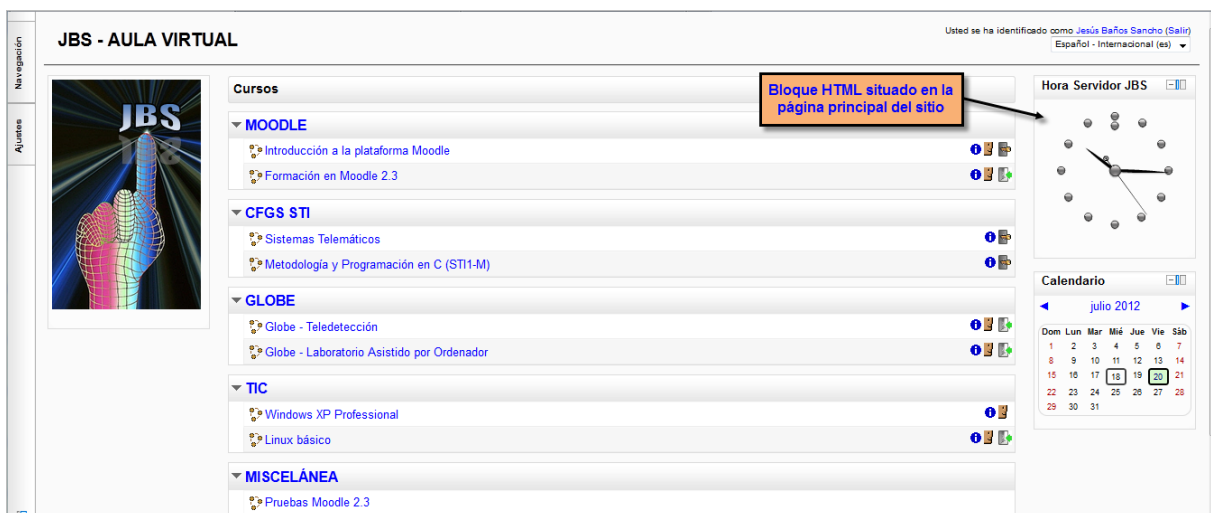 Navegación
Ajustes
JBS - AULA VIRTUAL
Usted se ha identificado como Jesús Baños Sancho (Salir)
Español - Internacional (es)
JBS
Cursos
Bloque HTML situado en la
página principal del sitio
MOODLE
Introducción a la plataforma Moodle
Formación en Moodle 2.3
CFGS STI
Sistemas Telemáticos
Metodología y Programación en C (STI1-M)
GLOBE
Globe - Teledetección
Globe - Laboratorio Asistido por Ordenador
TIC
Windows XP Professional
Linux básico
MISCELÁNEA
Pruebas Moodle 2.3
Hora Servidor JBS
Calendario
julio 2012
Dom Lun Mar Mié Jue Vie Sáb
1 2 3 4 5 6 7
8 9 10 11 12 13 14
15 16 17 18 19 20 21
22 23 24 25 26 27 28
29 30 31